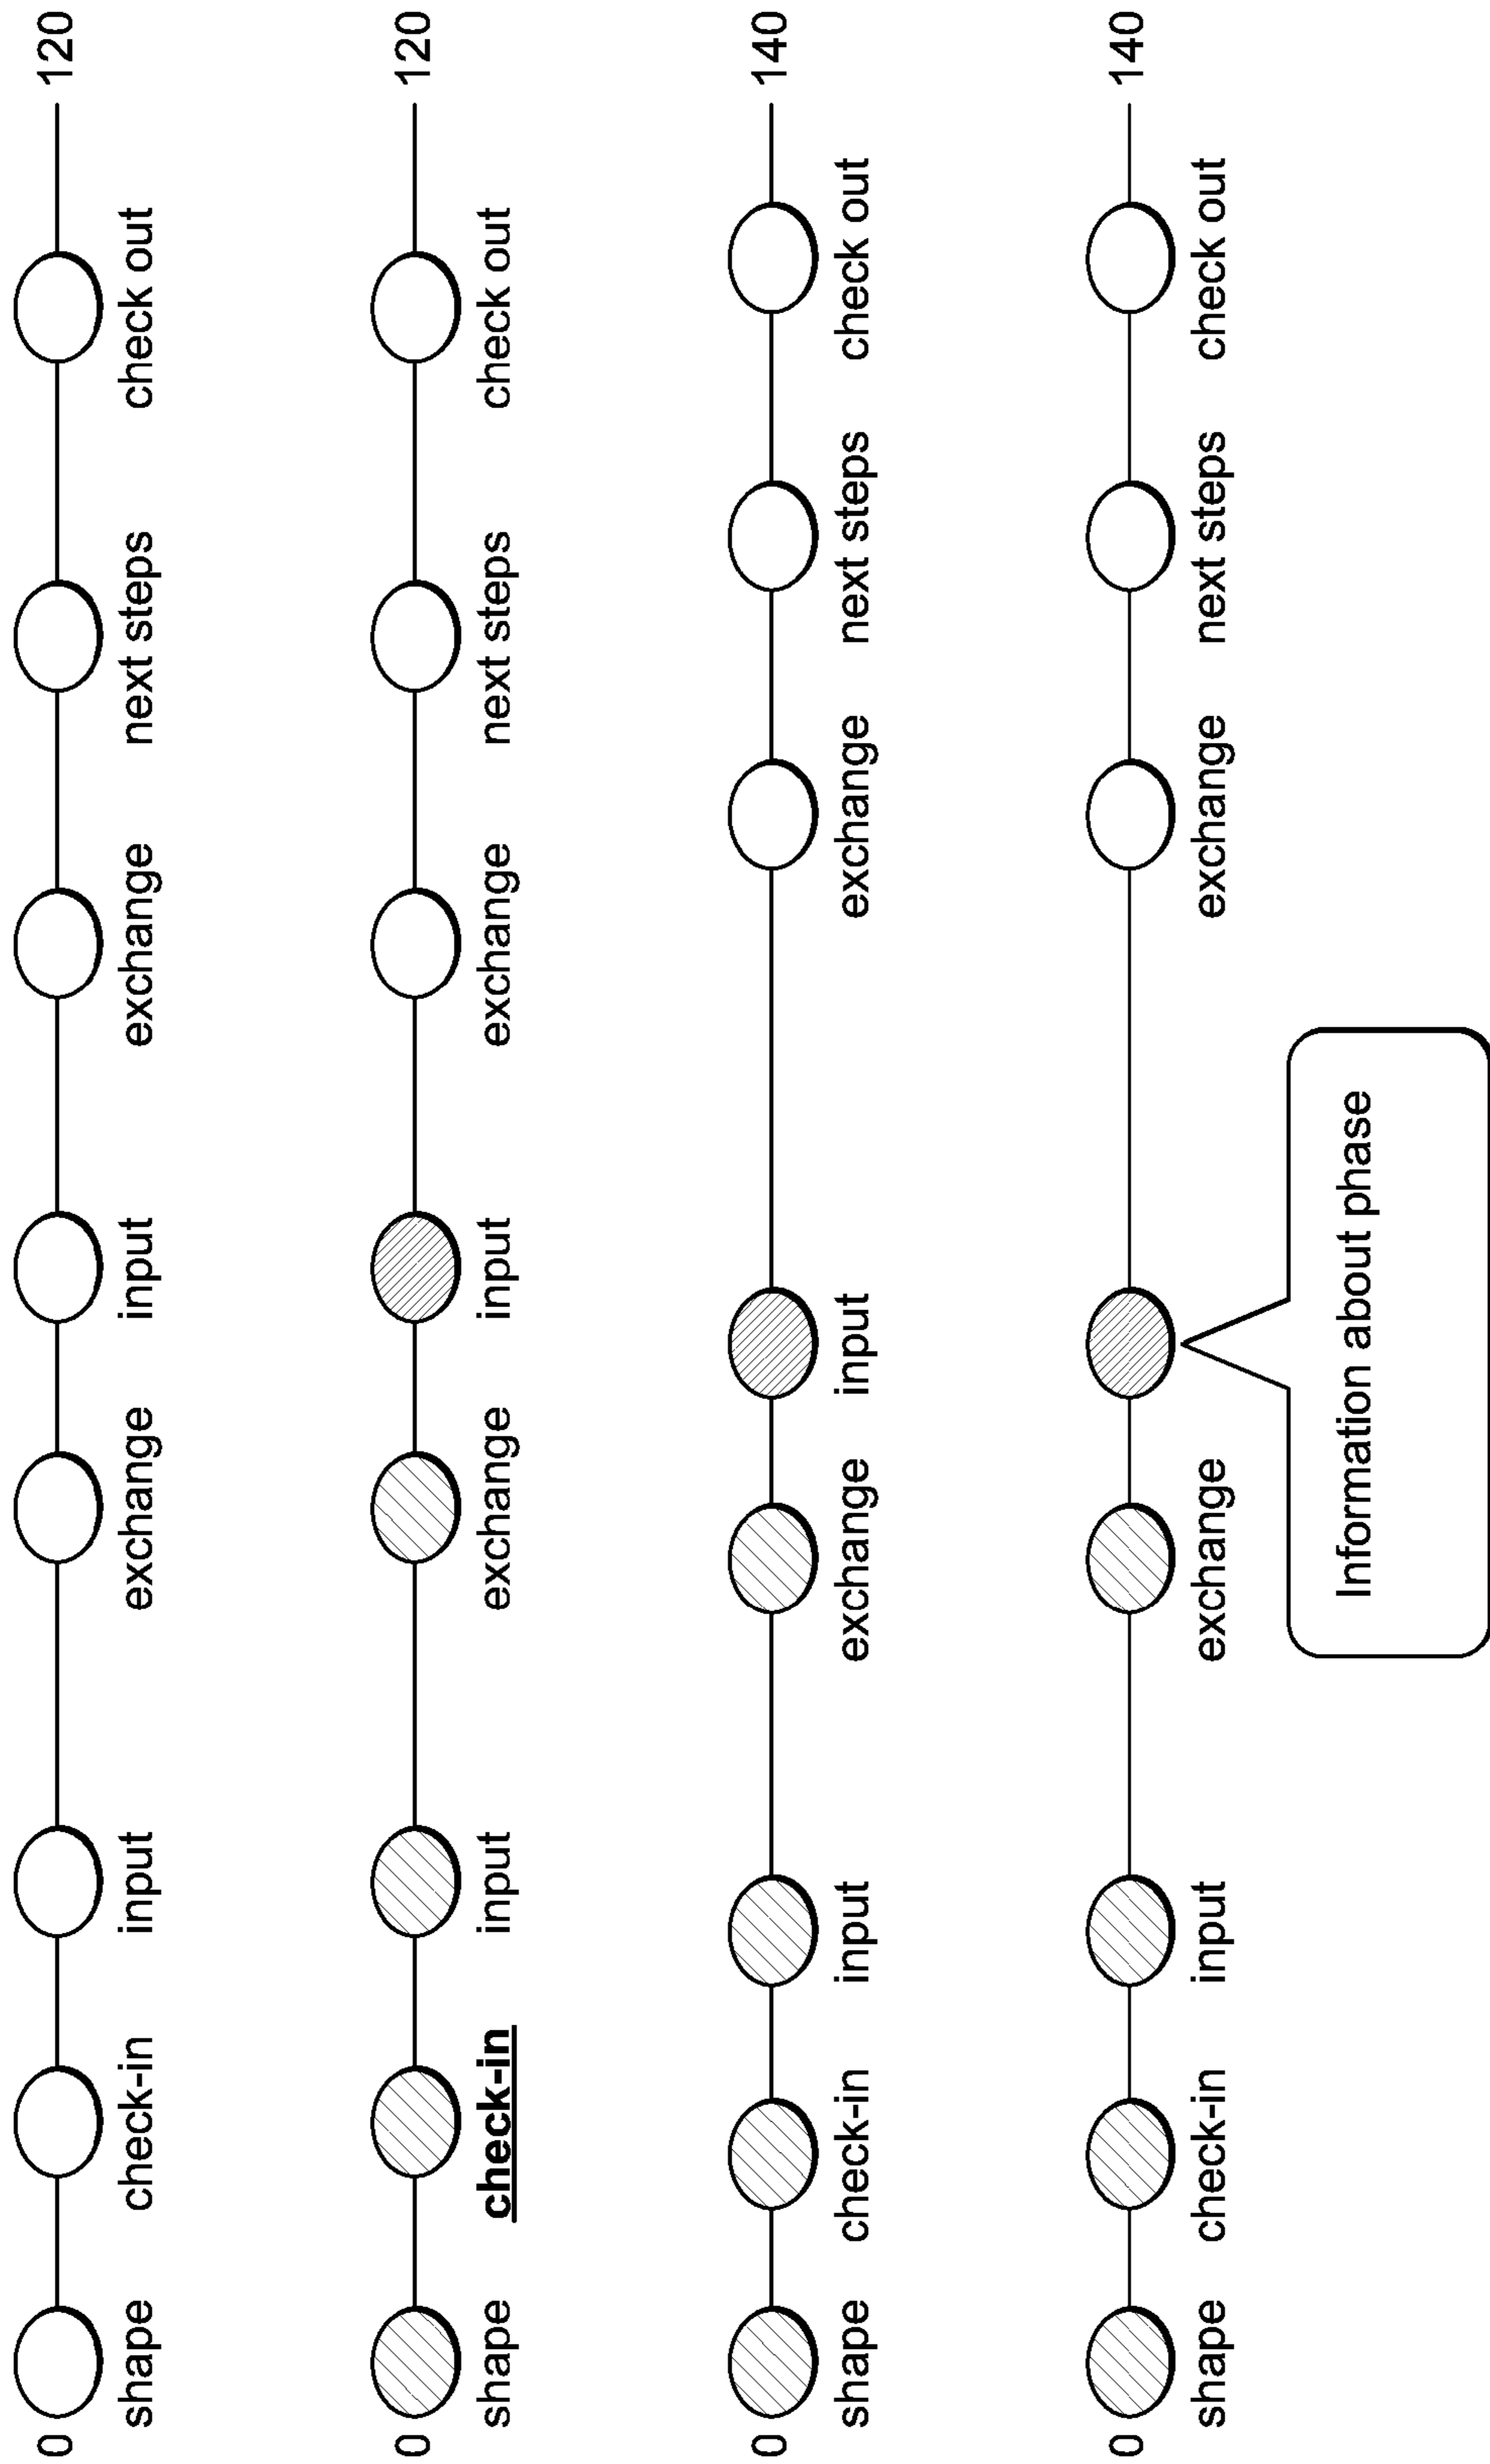 0 120
shape check-in input exchange input exchange next steps check out
0 120
shape check-in input exchange input exchange next steps check out
0 140
shape check-in input exchange input exchange next steps check out
0 140
shape check-in input exchange exchange next steps check out
Information about phase